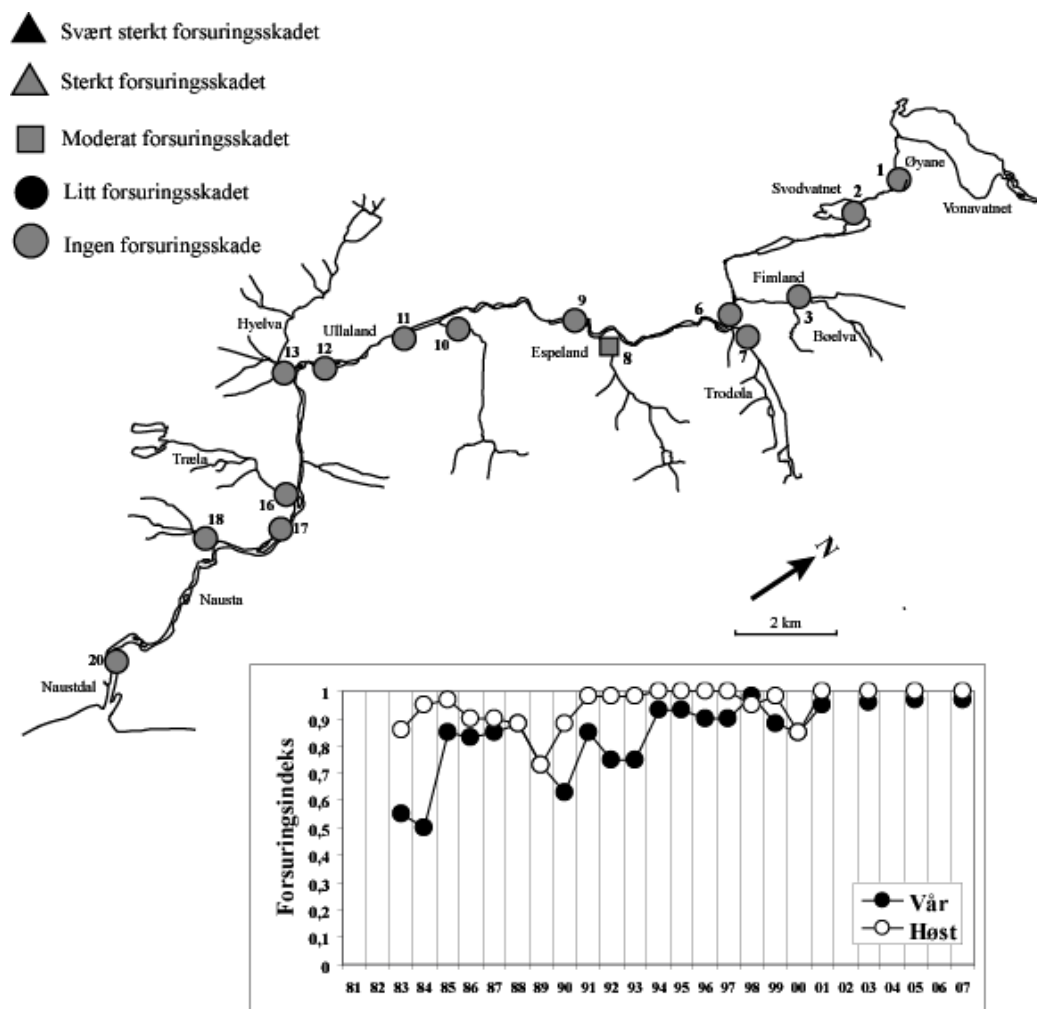 Svært sterkt forsuringsskadet
Sterkt forsuringsskadet
Moderat forsuringsskadet
Litt forsuringsskadet
Ingen forsuringsskade
1
Øyane
Svodvatnet
2
Vonavatnet
Fimland
3
Bøelva
6
7
Trodøla
9
Espeland
8
Hyelva
Ullaland
11
10
13
12
Træla
16
17
18
Nausta
20
Naustdal
N
2 km
Forsuringsindeks
1
0,9
0,8
0,7
0,6
0,5
0,4
0,3
0,2
0,1
0
Vår
Høst
81 82 83 84 85 86 87 88 89 90 91 92 93 94 95 96 97 98 99 00 01 02 03 04 05 06 07